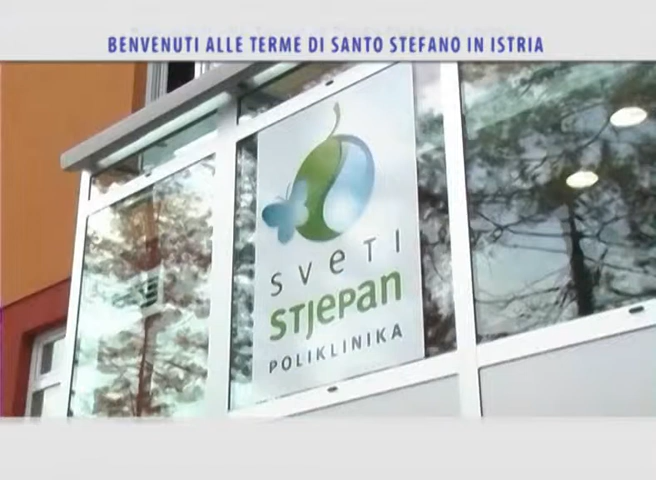 BENVENUTI ALLE TERME DI SANTO STEFANO IN ISTRIA
SVETI
STJEPAN
POLIKLINIKA